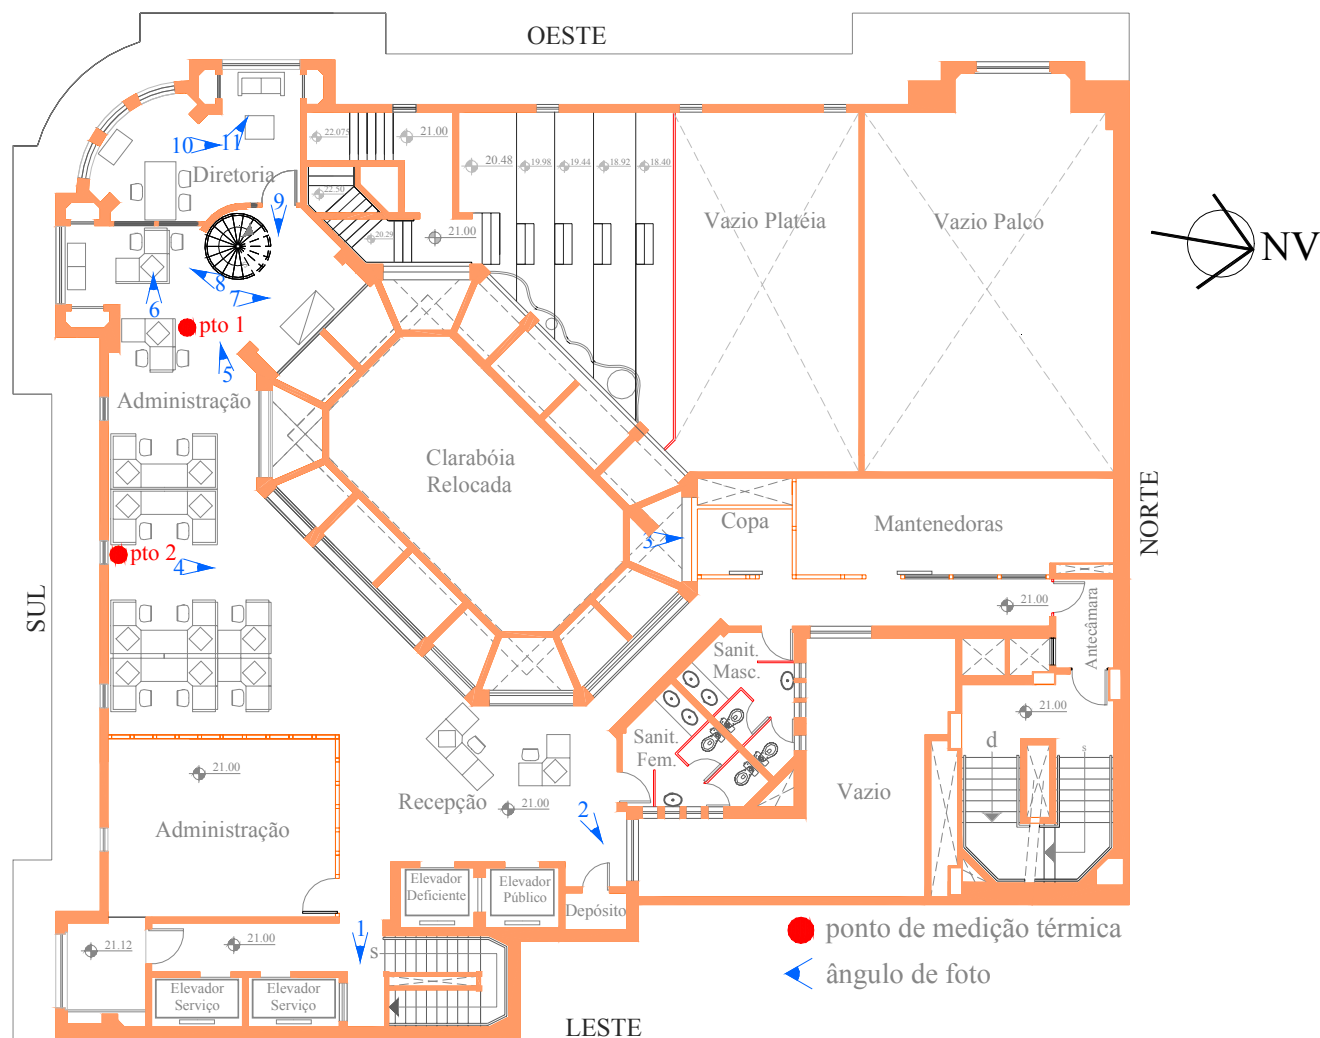 OESTE
22.075
21.00
20.48
19.98
19.44
18.92
18.40
10
11
Diretoria
22.50
9
Vazio Platéia
Vazio Palco
20.29
21.00
NV
8
7
6
pto 1
5
Administração
Clarabóia
Relocada
NORTE
Copa
Mantenedoras
3
pto 2
4
SUL
21.00
Antecâmara
Sanit.
Masc.
21.00
d
s
Sanit.
Fem.
21.00
Vazio
Recepção
21.00
2
Administração
Elevador
Deficiente
Elevador
Público
Depósito
ponto de medição térmica
1
21.12
21.00
S
ângulo de foto
Elevador
Serviço
Elevador
Serviço
LESTE